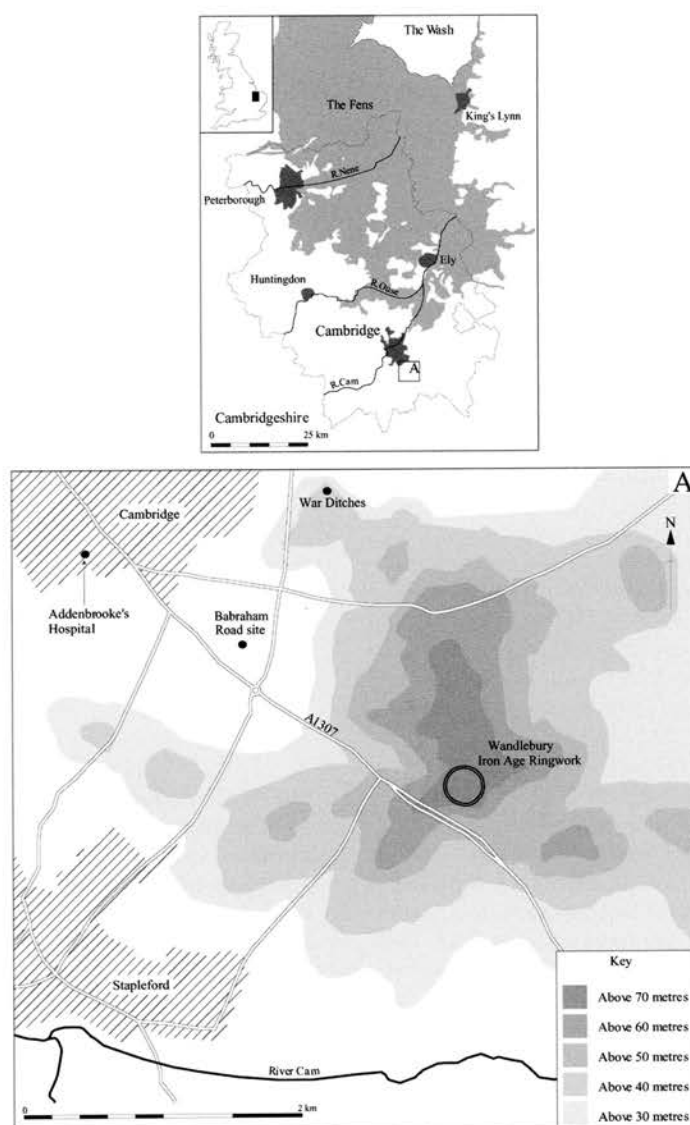 The Wash
The Fens
King's Lynn
R.Nene
Peterborough
Ely
Huntingdon
R.Ouse
Cambridge
A
R.Cam
Cambridgeshire
0 25 km
A
War Ditches
Cambridge
N
Addenbrooke's
Hospital
Babraham
Road site
A1307
Wandlebury
Iron Age Ringwork
Key
Above 70 metres
Stapleford
Above 60 metres
Above 50 metres
River Cam
Above 40 metres
0 2 km
Above 30 metres